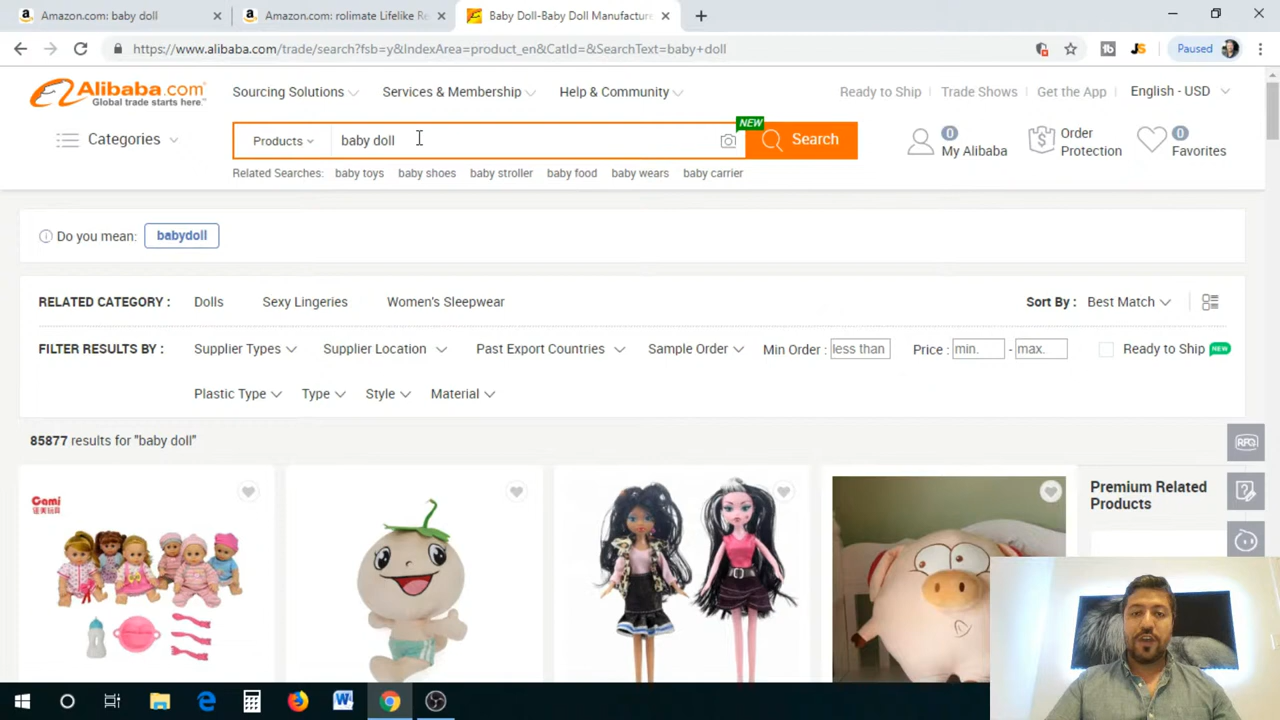 Amazon.com: baby doll
Amazon.com: rolimate Lifelike Re
Baby Doll-Baby Doll Manufacture
https://www.alibaba.com/trade/search?fsb=y&IndexArea=product_en&CatId=&SearchText=baby+doll
Paused
Alibaba.com
Global trade starts here.
Sourcing Solutions
Services & Membership
Help & Community
Ready to Ship
Trade Shows
Get the App
English - USD
Categories
Products
baby doll
NEW
Search
0
My Alibaba
Order
Protection
0
Favorites
Related Searches: baby toys baby shoes baby stroller baby food baby wears baby carrier
Do you mean: babydoll
RELATED CATEGORY : Dolls Sexy Lingeries Women's Sleepwear
Sort By : Best Match
FILTER RESULTS BY : Supplier Types Supplier Location Past Export Countries Sample Order Min Order : less than Price : min. - max. Ready to Ship NEW
Plastic Type Type Style Material
85877 results for "baby doll"
RFQ
Gami
Premium Related
Products